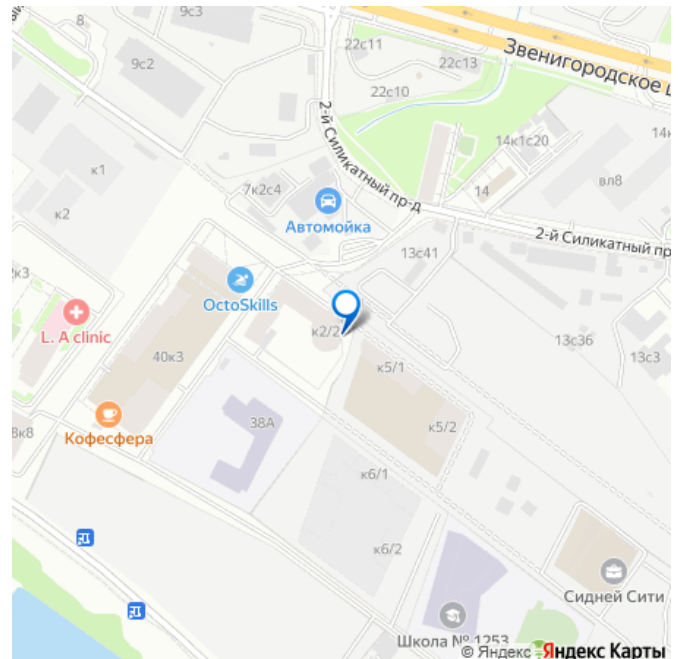 8
9с3
22с11
Звенигородское ш
9с2
22с13
22с10
2-й Силикатный пр-д
14к1с20
14к
к1
7к2с4
14
вл8
к2
Автомойка
2-й Силикатный пр
13с41
2к3
OctoSkills
L. A clinic
к2/2
13с36
13с3
40к3
к5/1
Кофесфера
38А
к5/2
8к8
к6/1
к6/2
Сидней Сити
Школа № 1253
© Яндекс Яндекс Карты